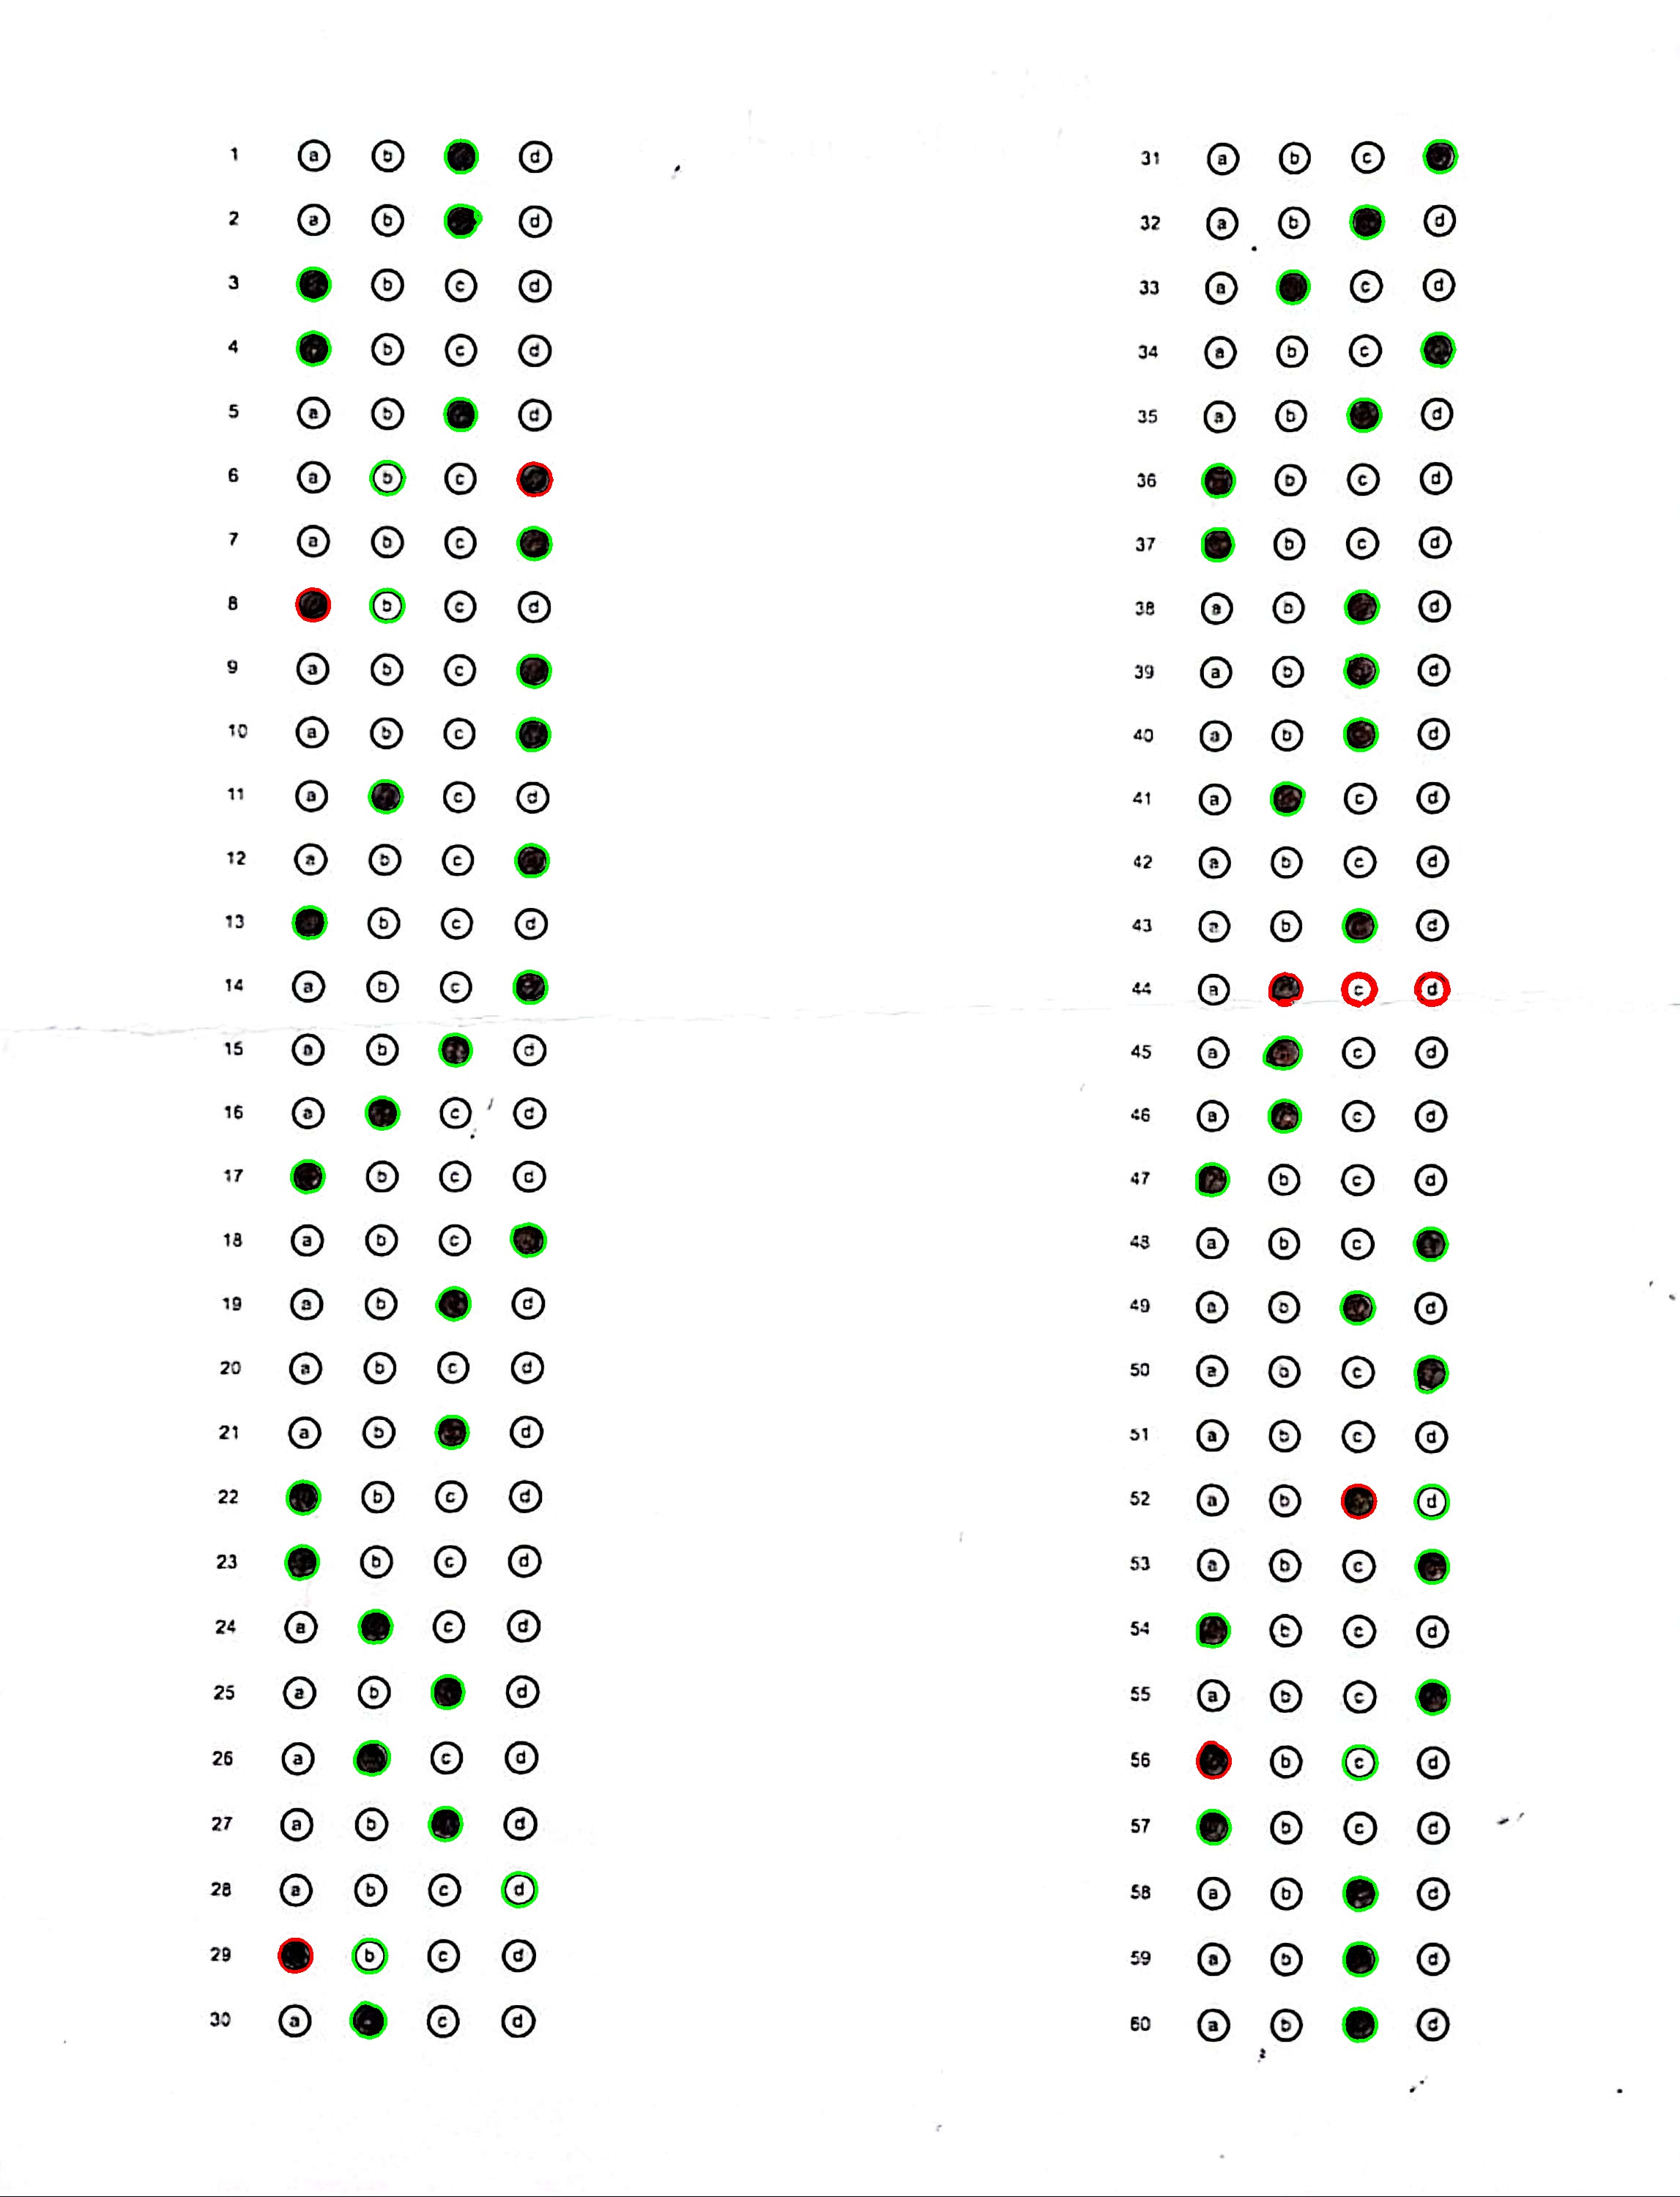 1 a b d
2 a b d
3 b c d
4 b c d
5 a b d
6 a b c
7 a b c
8 b c d
9 a b c
10 a b c
11 a c d
12 a b c
13 b c d
14 a b c
15 a b d
16 a c d
17 b c d
18 a b c
19 a b d
20 a b c d
21 a b d
22 b c d
23 b c d
24 a c d
25 a b d
26 a c d
27 a b d
28 a b c d
29 b c d
30 a c d
31 a b c
32 a b d
33 a c d
34 a b c
35 a b d
36 b c d
37 b c d
38 a b d
39 a b d
40 a b d
41 a c d
42 a b c d
43 a b d
44 a c d
45 a c d
46 a c d
47 b c d
48 a b c
49 a b d
50 a b c
51 a b c d
52 a b d
53 a b c
54 b c d
55 a b c
56 b c d
57 b c d
58 a b d
59 a b d
60 a b d